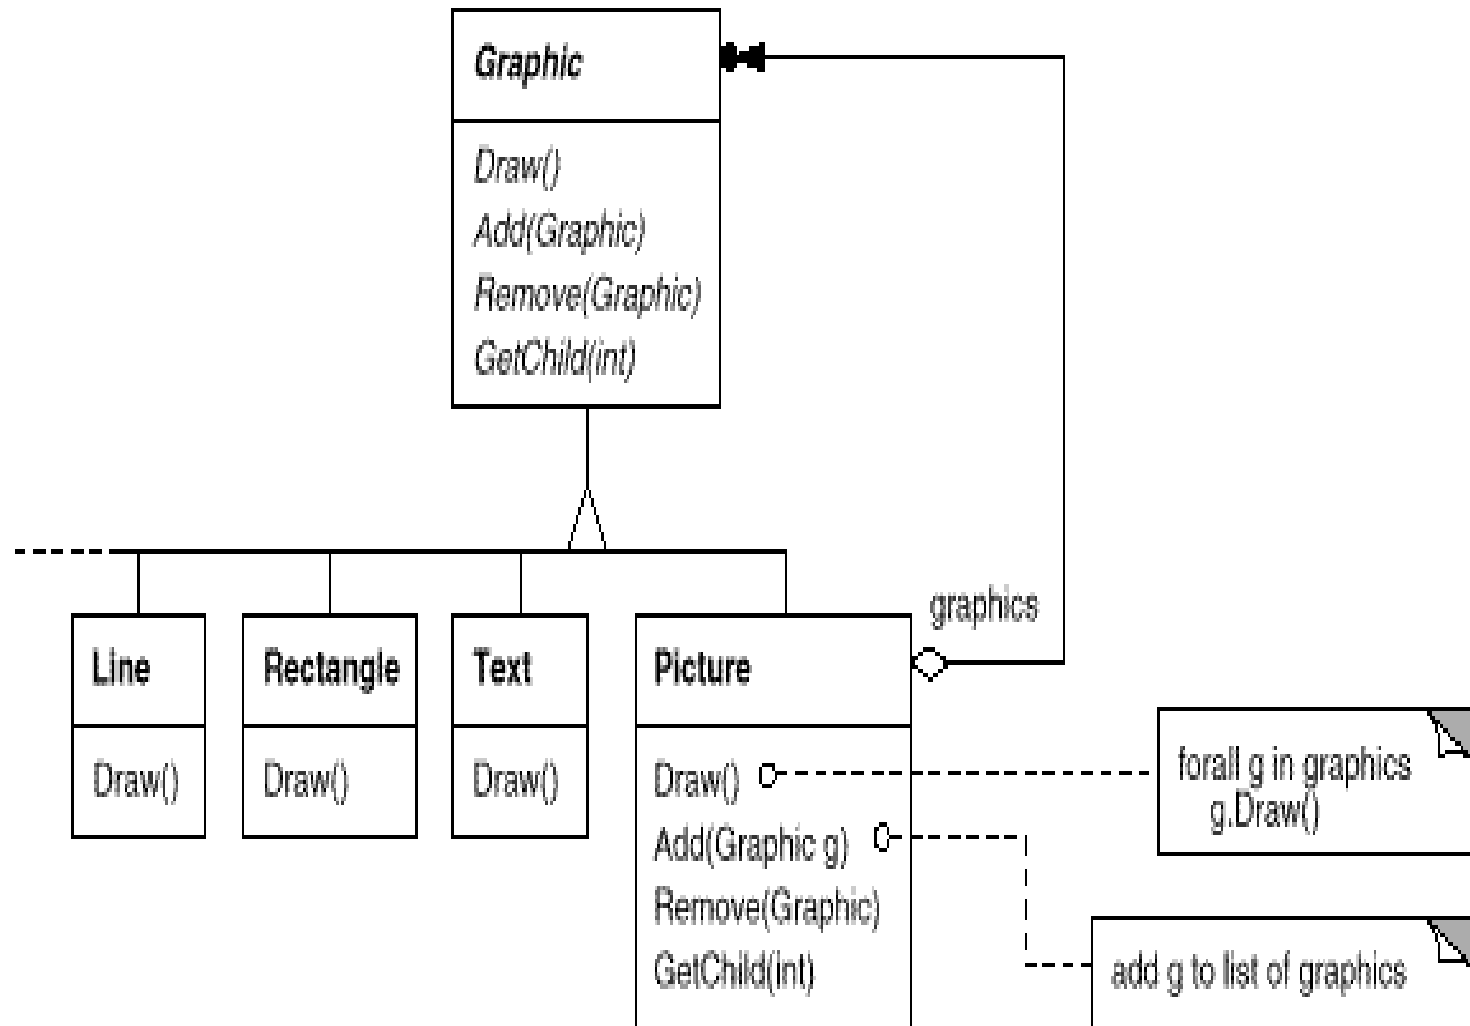 Graphic
Draw()
Add(Graphic)
Remove(Graphic)
GetChild(int)
graphics
Line
Draw()
Rectangle
Draw()
Text
Draw()
Picture
Draw()
Add(Graphic g)
Remove(Graphic)
GetChild(int)
forall g in graphics
g.Draw()
add g to list of graphics